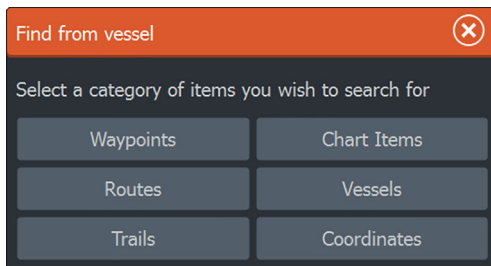 Find from vessel
Select a category of items you wish to search for
Waypoints
Chart Items
Routes
Vessels
Trails
Coordinates